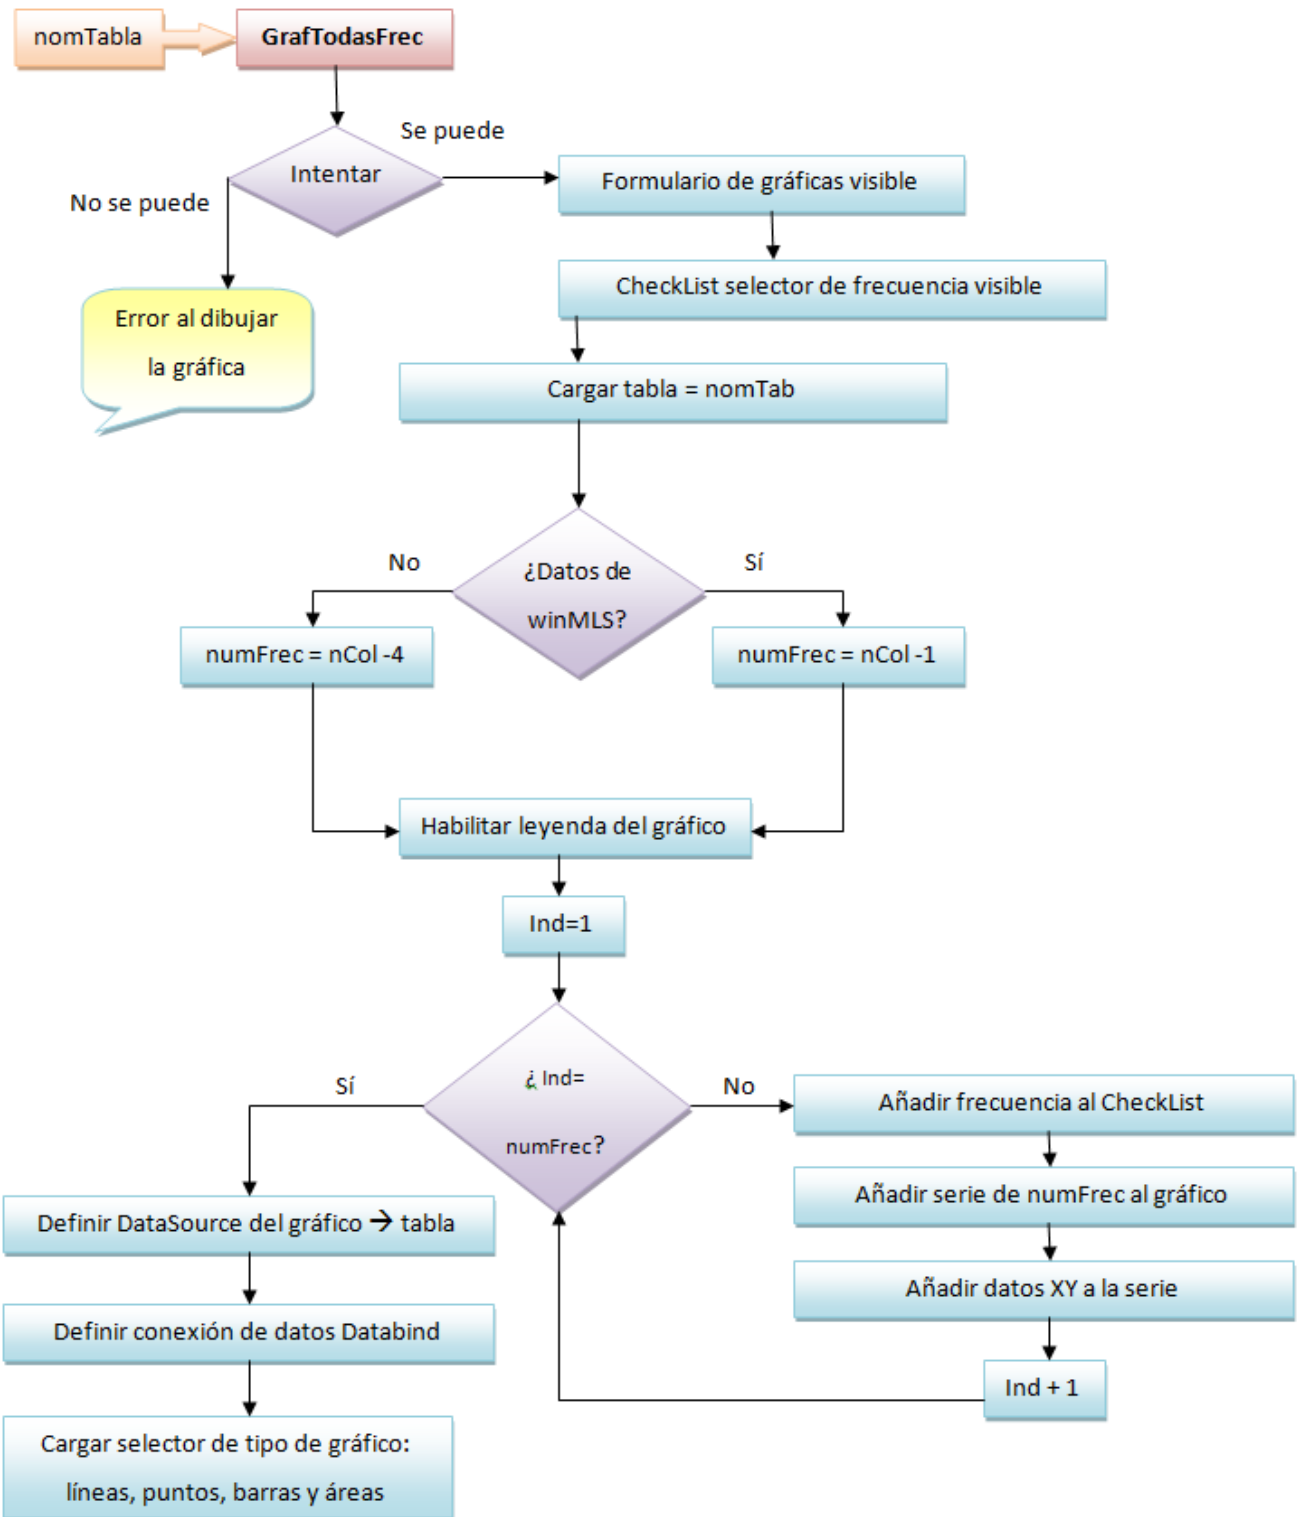 nomTabla
GrafTodasFrec
Se puede
Intentar
Formulario de gráficas visible
No se puede
CheckList selector de frecuencia visible
Error al dibujar
la gráfica
Cargar tabla = nomTab
No
¿Datos de
winMLS?
Sí
numFrec = nCol -4
numFrec = nCol -1
Habilitar leyenda del gráfico
Ind=1
¿ Ind=
numFrec?
Sí
No
Añadir frecuencia al CheckList
Añadir serie de numFrec al gráfico
Añadir datos XY a la serie
Ind + 1
Definir DataSource del gráfico → tabla
Definir conexión de datos Databind
Cargar selector de tipo de gráfico:
líneas, puntos, barras y áreas